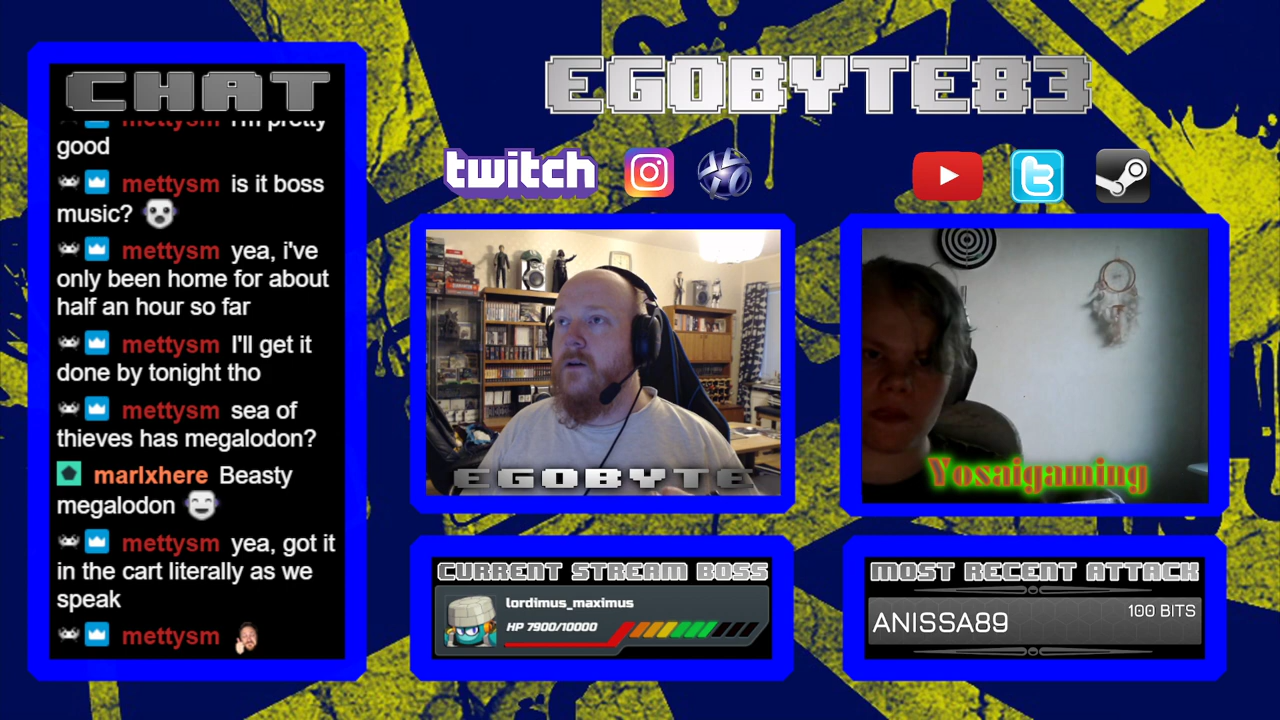 CHAT
mettysm I'm pretty
good
mettysm is it boss
music?
mettysm yea, i've
only been home for about
half an hour so far
mettysm I'll get it
done by tonight tho
mettysm sea of
thieves has megalodon?
marlxhere Beasty
megalodon
mettysm yea, got it
in the cart literally as we
speak
mettysm
EGOBYTE83
twitch
EGOBYTE
Yosaigaming
CURRENT STREAM BOSS
lordimus_maximus
HP 7900/10000
MOST RECENT ATTACK
100 BITS
ANISSA89